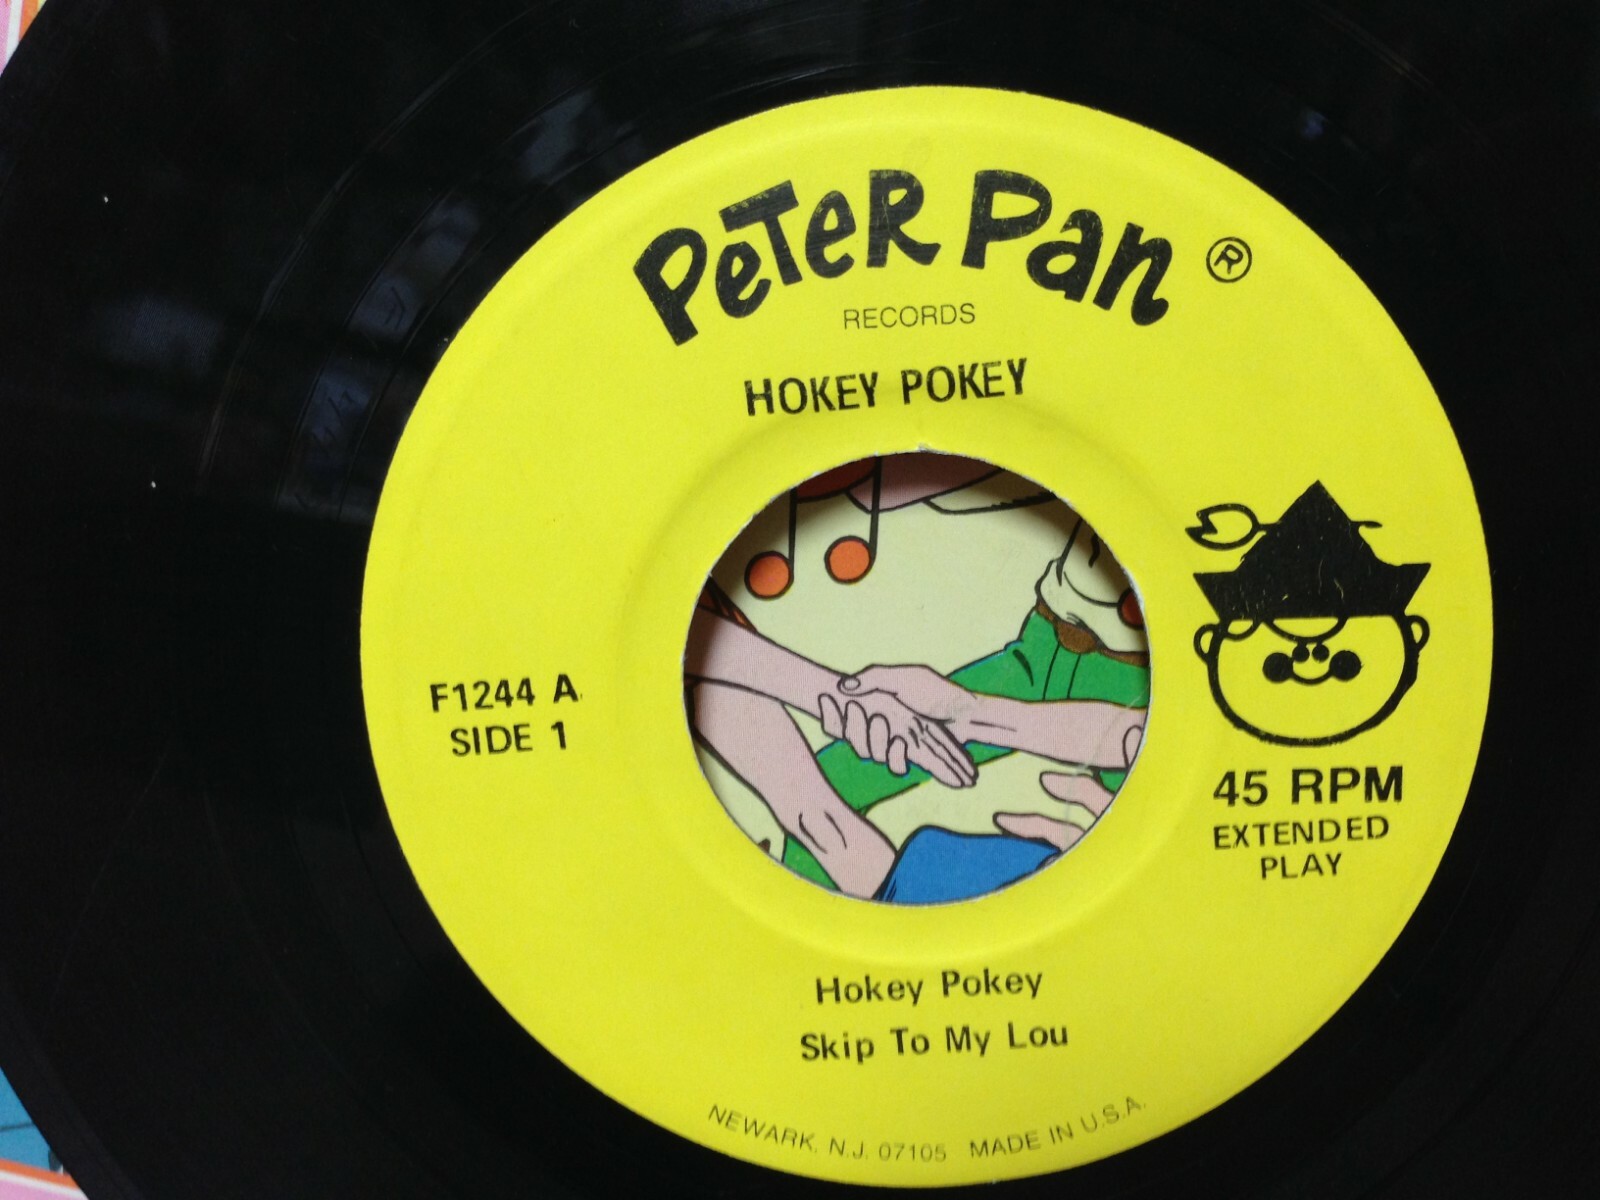 PeTeR Pan ®
RECORDS
HOKEY POKEY
F1244 A
SIDE 1
45 RPM
EXTENDED
PLAY
Hokey Pokey
Skip To My Lou
NEWARK, N.J. 07105 MADE IN U.S.A.